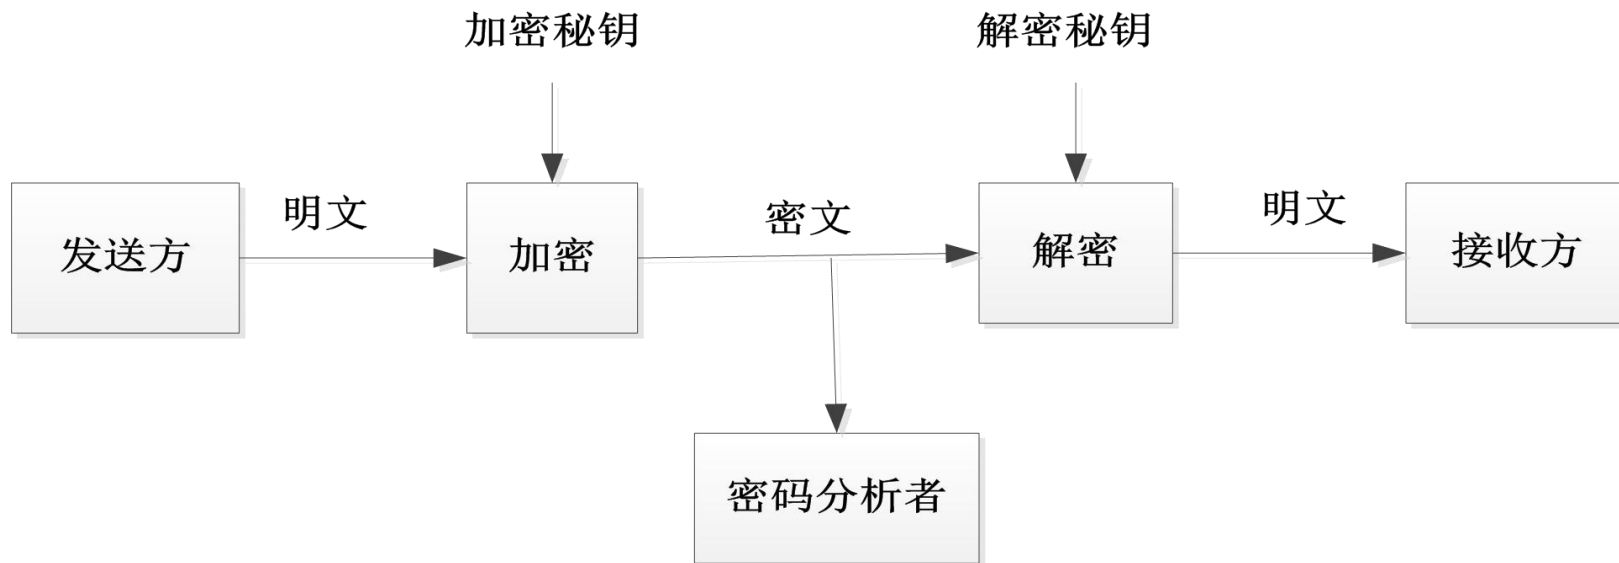 加密秘钥
解密秘钥
发送方
明文
加密
密文
解密
明文
接收方
密码分析者